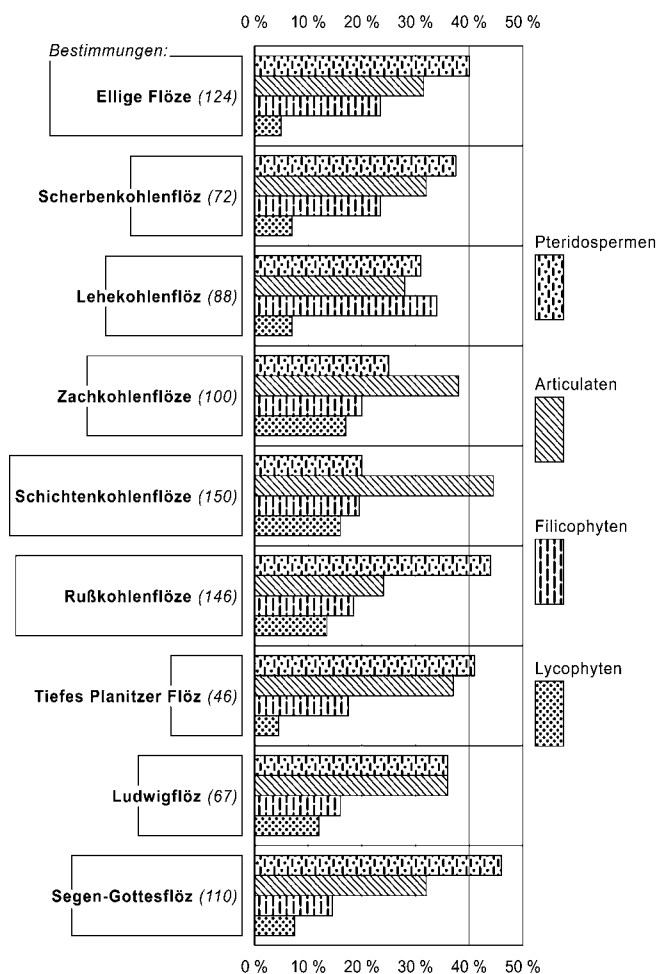 0 % 10 % 20 % 30 % 40 % 50 %
Bestimmungen:
Ellige Flöze (124)
Scherbenkohlenflöz (72)
Pteridospermen
Lehekohlenflöz (88)
Zachkohlenflöze (100)
Articulaten
Schichtenkohlenflöze (150)
Filicophyten
Rußkohlenflöze (146)
Lycophyten
Tiefes Planitzer Flöz (46)
Ludwigflöz (67)
Segen-Gottesflöz (110)
0 % 10 % 20 % 30 % 40 % 50 %